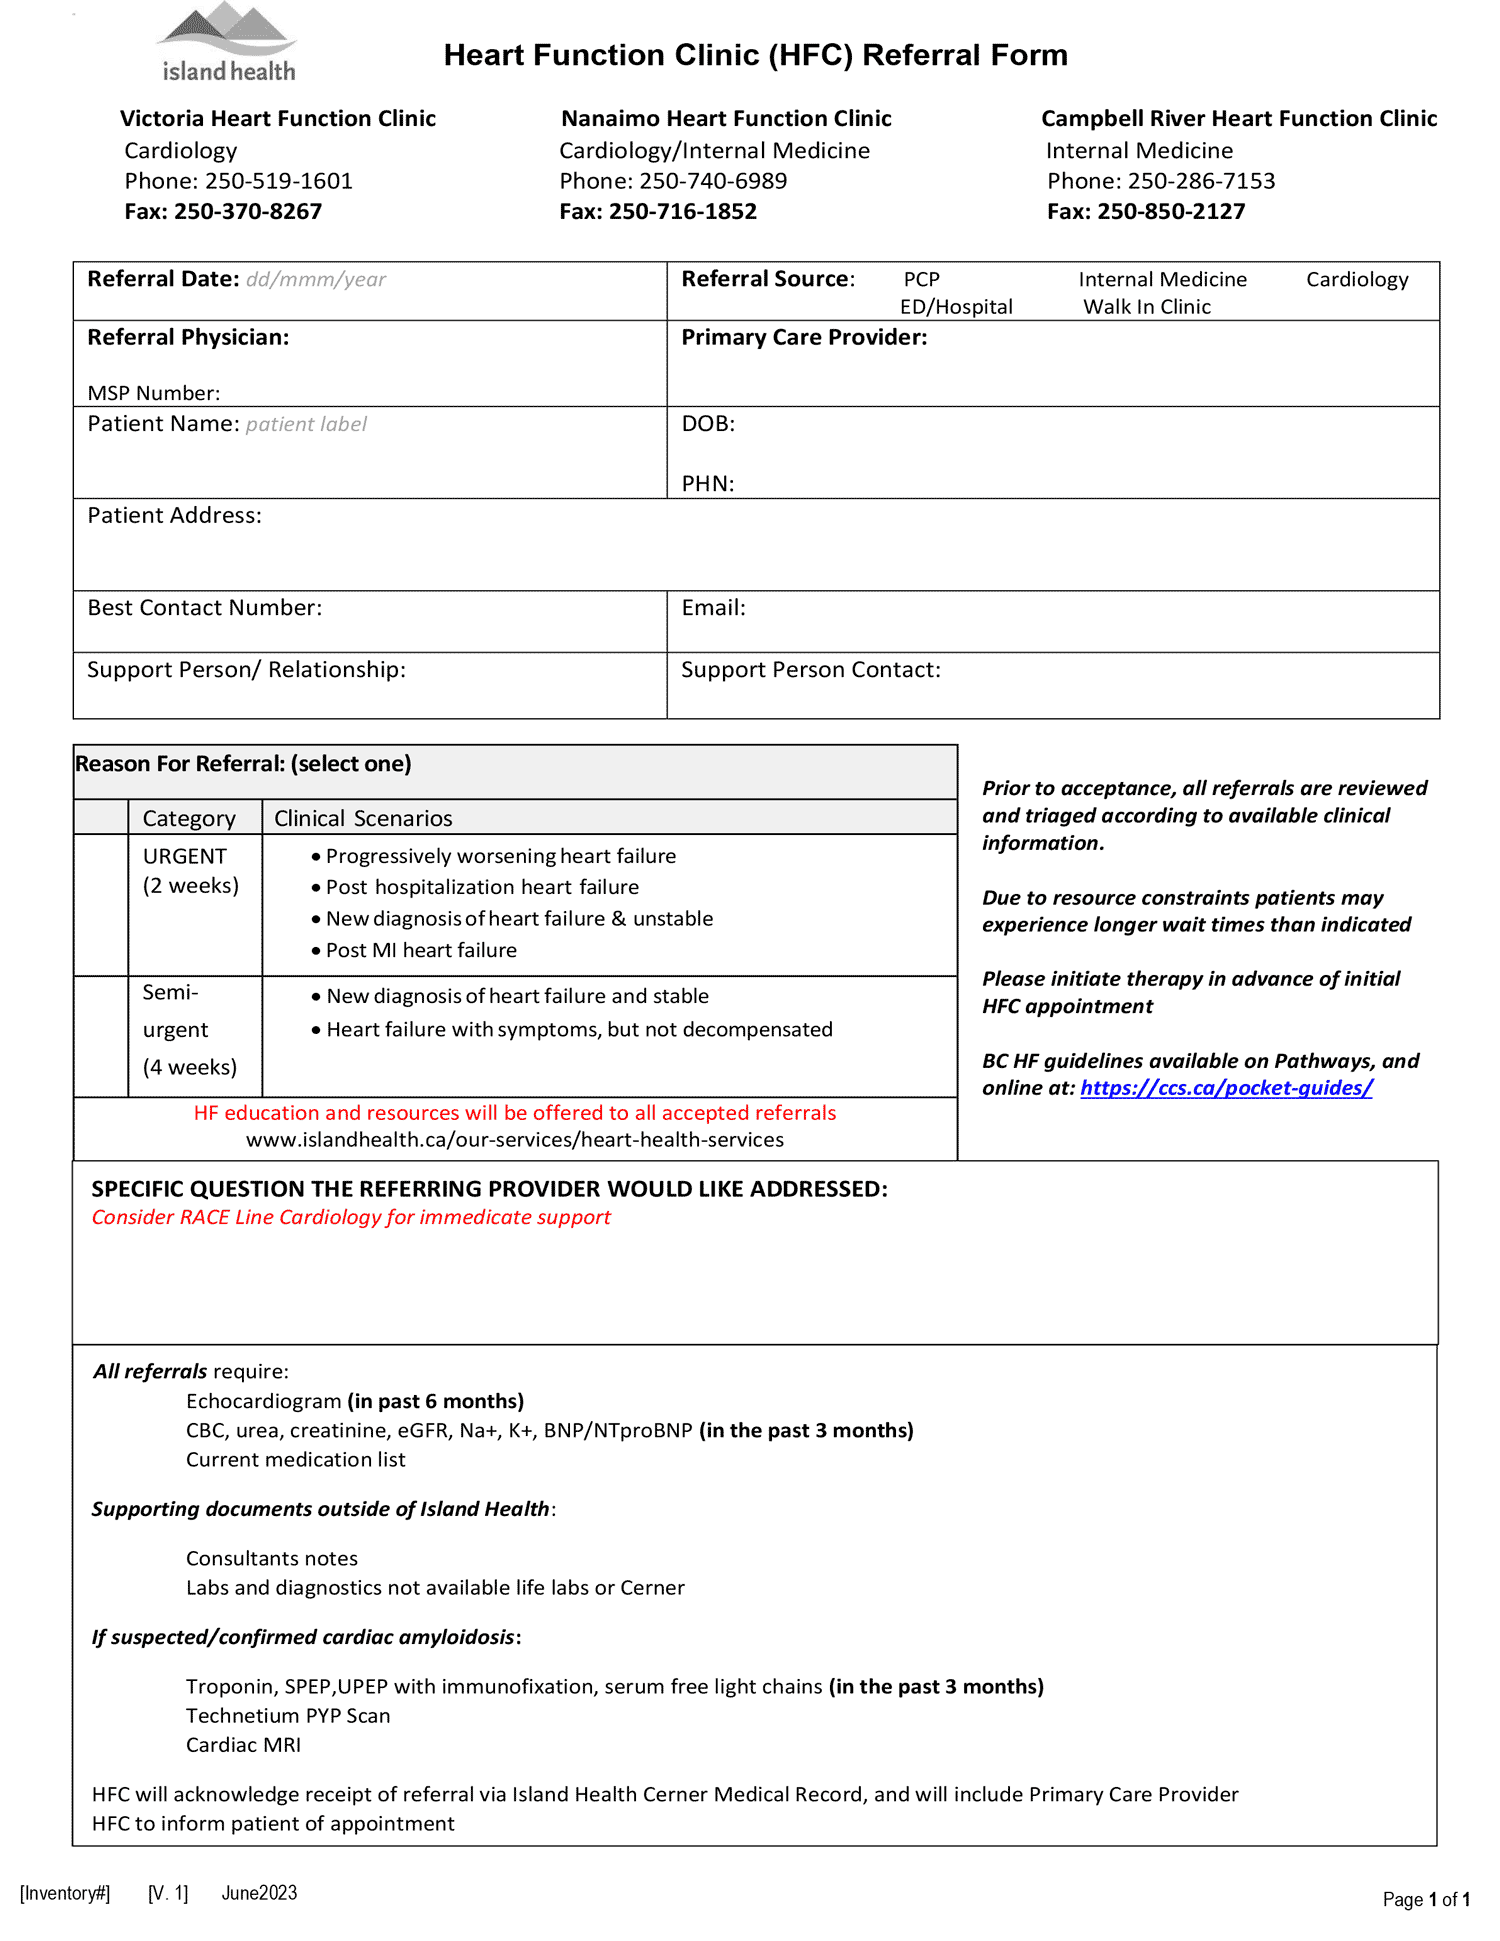 island health
Heart Function Clinic (HFC) Referral Form
Victoria Heart Function Clinic
Cardiology
Phone: 250-519-1601
Fax: 250-370-8267
Nanaimo Heart Function Clinic
Cardiology/Internal Medicine
Phone: 250-740-6989
Fax: 250-716-1852
Campbell River Heart Function Clinic
Internal Medicine
Phone: 250-286-7153
Fax: 250-850-2127
Referral Date: dd/mmm/year
Referral Source: PCP Internal Medicine Cardiology
ED/Hospital Walk In Clinic
Referral Physician:
MSP Number:
Primary Care Provider:
Patient Name: patient label
DOB:
PHN:
Patient Address:
Best Contact Number:
Email:
Support Person/ Relationship:
Support Person Contact:
Reason For Referral: (select one)
Category Clinical Scenarios
URGENT
(2 weeks)
• Progressively worsening heart failure
• Post hospitalization heart failure
• New diagnosis of heart failure & unstable
• Post MI heart failure
Semi-
urgent
(4 weeks)
• New diagnosis of heart failure and stable
• Heart failure with symptoms, but not decompensated
HF education and resources will be offered to all accepted referrals
www.islandhealth.ca/our-services/heart-health-services
Prior to acceptance, all referrals are reviewed
and triaged according to available clinical
information.
Due to resource constraints patients may
experience longer wait times than indicated
Please initiate therapy in advance of initial
HFC appointment
BC HF guidelines available on Pathways, and
online at: https://ccs.ca/pocket-guides/
SPECIFIC QUESTION THE REFERRING PROVIDER WOULD LIKE ADDRESSED:
Consider RACE Line Cardiology for immedicate support
All referrals require:
Echocardiogram (in past 6 months)
CBC, urea, creatinine, eGFR, Na+, K+, BNP/NTproBNP (in the past 3 months)
Current medication list
Supporting documents outside of Island Health:
Consultants notes
Labs and diagnostics not available life labs or Cerner
If suspected/confirmed cardiac amyloidosis:
Troponin, SPEP,UPEP with immunofixation, serum free light chains (in the past 3 months)
Technetium PYP Scan
Cardiac MRI
HFC will acknowledge receipt of referral via Island Health Cerner Medical Record, and will include Primary Care Provider
HFC to inform patient of appointment
[Inventory#] [V. 1] June2023
Page 1 of 1